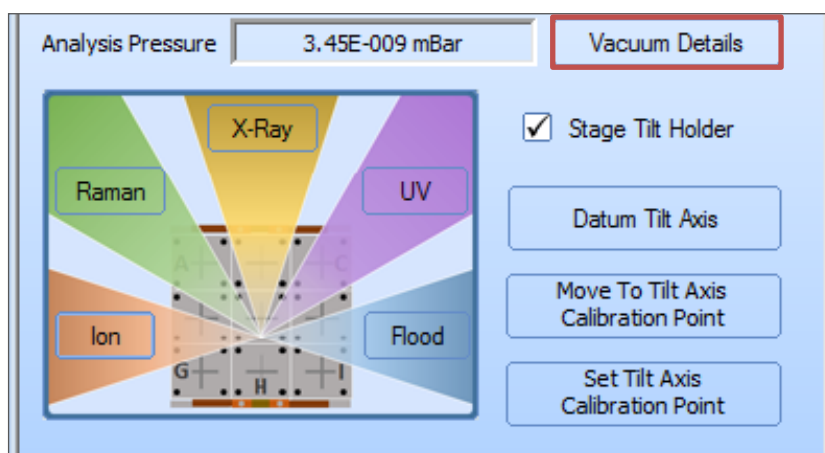 Analysis Pressure 3.45E-009 mBar Vacuum Details
X-Ray
Raman
UV
Ion
Flood
A C
G H I
Stage Tilt Holder
Datum Tilt Axis
Move To Tilt Axis
Calibration Point
Set Tilt Axis
Calibration Point